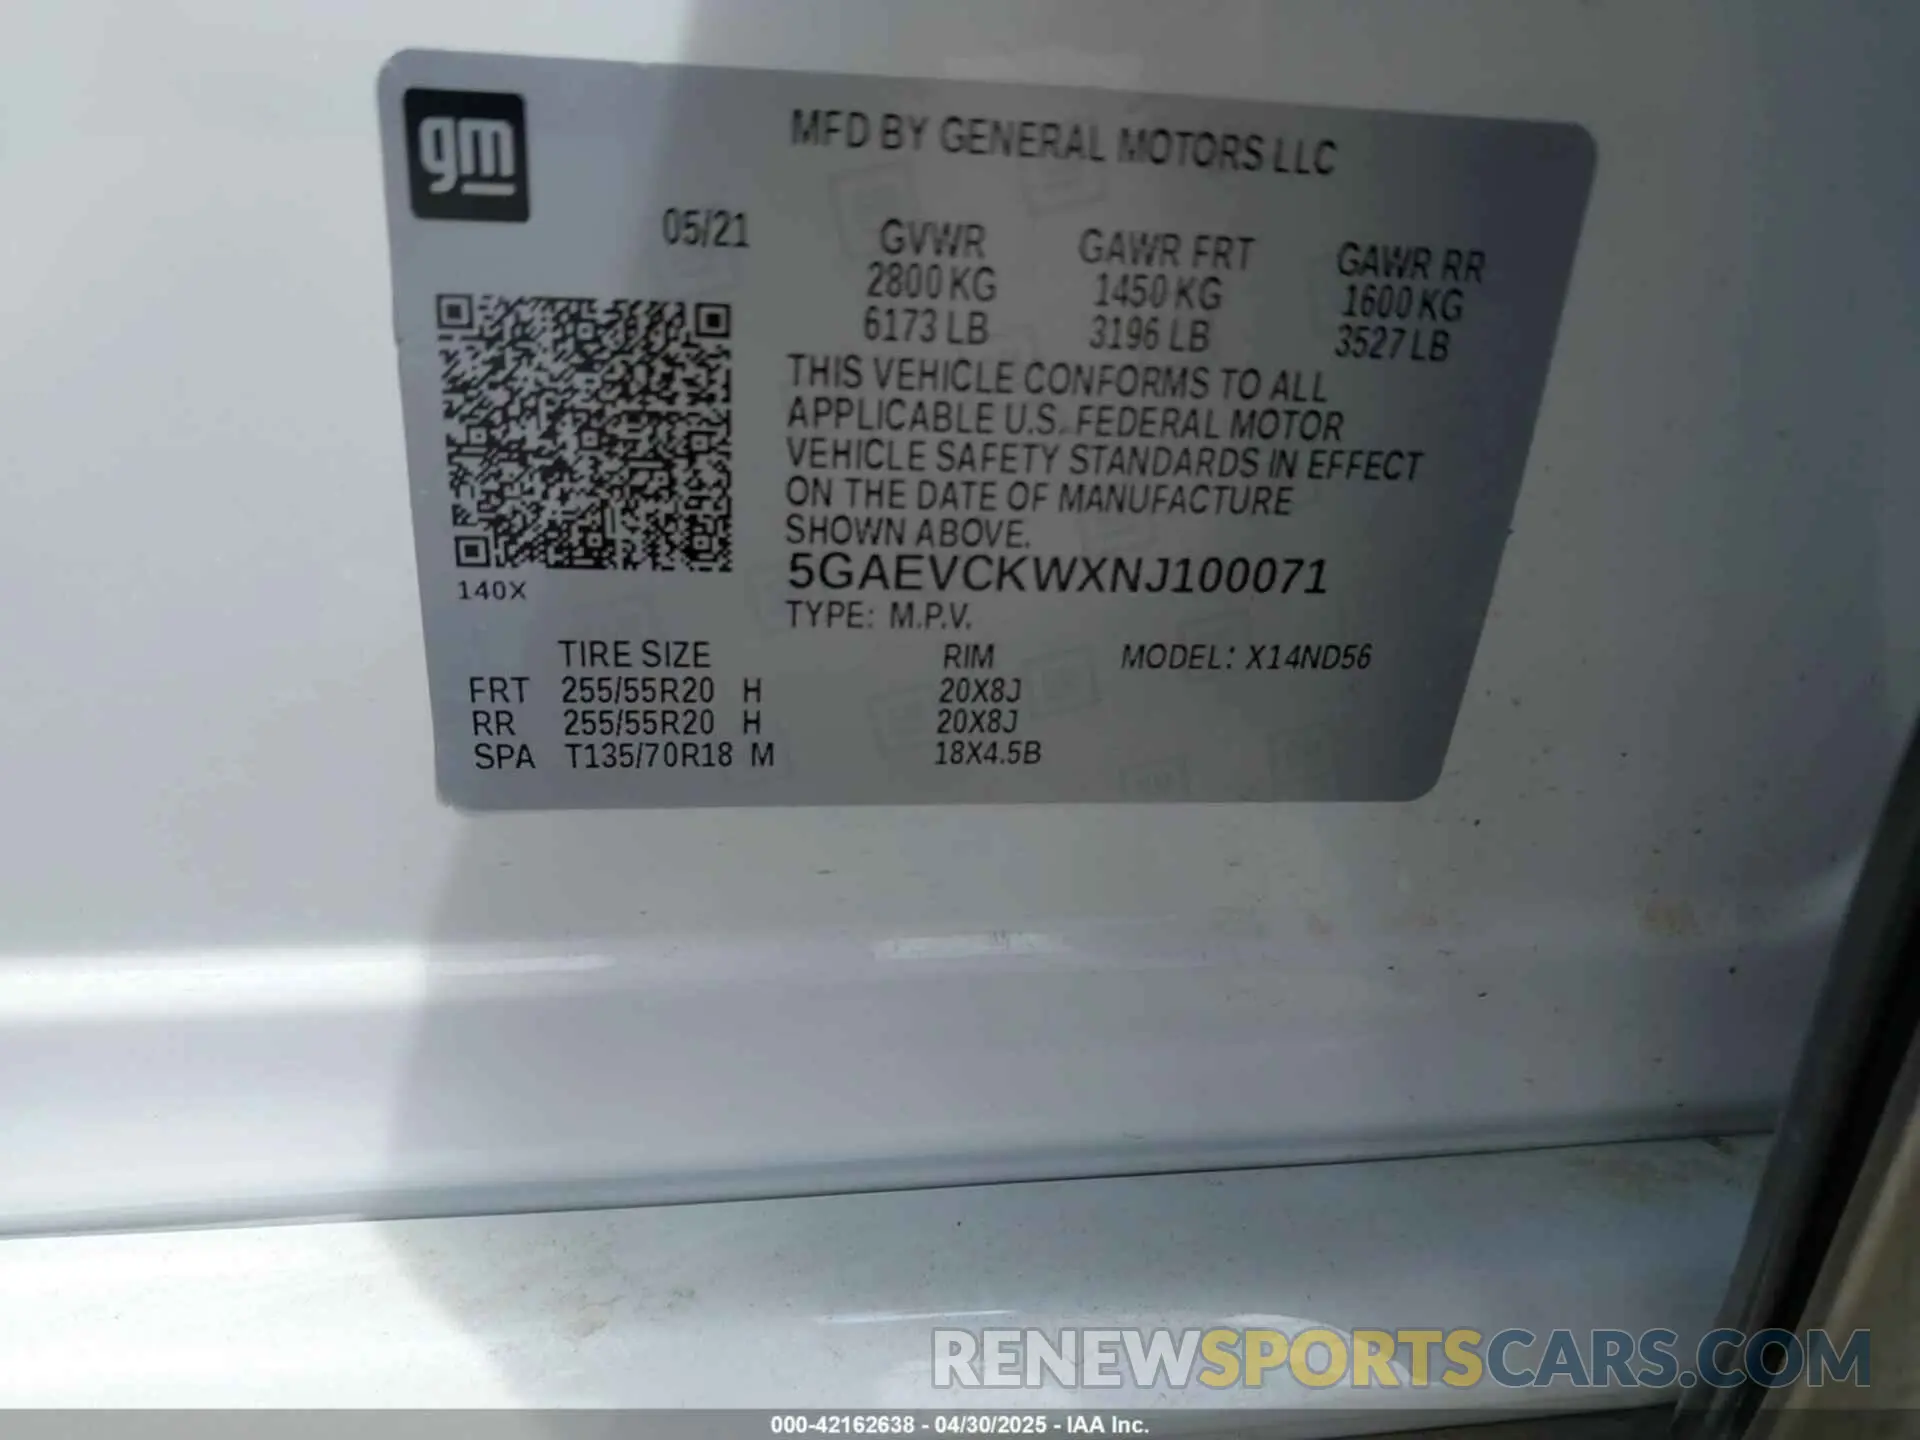 gm
MFD BY GENERAL MOTORS LLC
05/21
GVWR GAWR FRT GAWR RR
2800 KG 1450 KG 1600 KG
6173 LB 3196 LB 3527 LB
THIS VEHICLE CONFORMS TO ALL
APPLICABLE U.S. FEDERAL MOTOR
VEHICLE SAFETY STANDARDS IN EFFECT
ON THE DATE OF MANUFACTURE
SHOWN ABOVE.
5GAEVCKWXNJ100071
140X
TYPE: M.P.V.
TIRE SIZE RIM MODEL: X14ND56
FRT 255/55R20 H 20X8J
RR 255/55R20 H 20X8J
SPA T135/70R18 M 18X4.5B
RENEWSPORTSCARS.COM
000-42162638 - 04/30/2025 - IAA Inc.